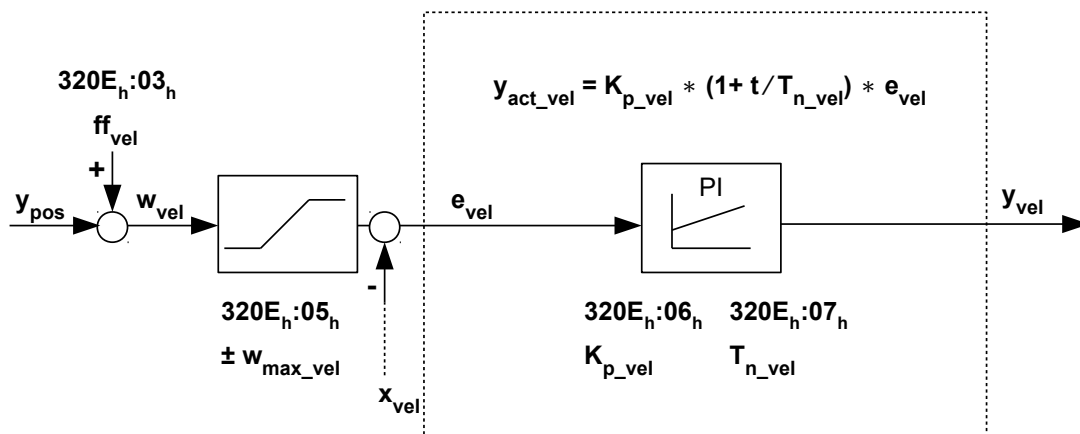 320E_h:03_h
ff_vel
y_act_vel = K_p_vel * (1+ t/T_n_vel) * e_vel
+
y_pos
w_vel
e_vel
PI
y_vel
-
320E_h:05_h
± w_max_vel
320E_h:06_h
K_p_vel
320E_h:07_h
T_n_vel
x_vel